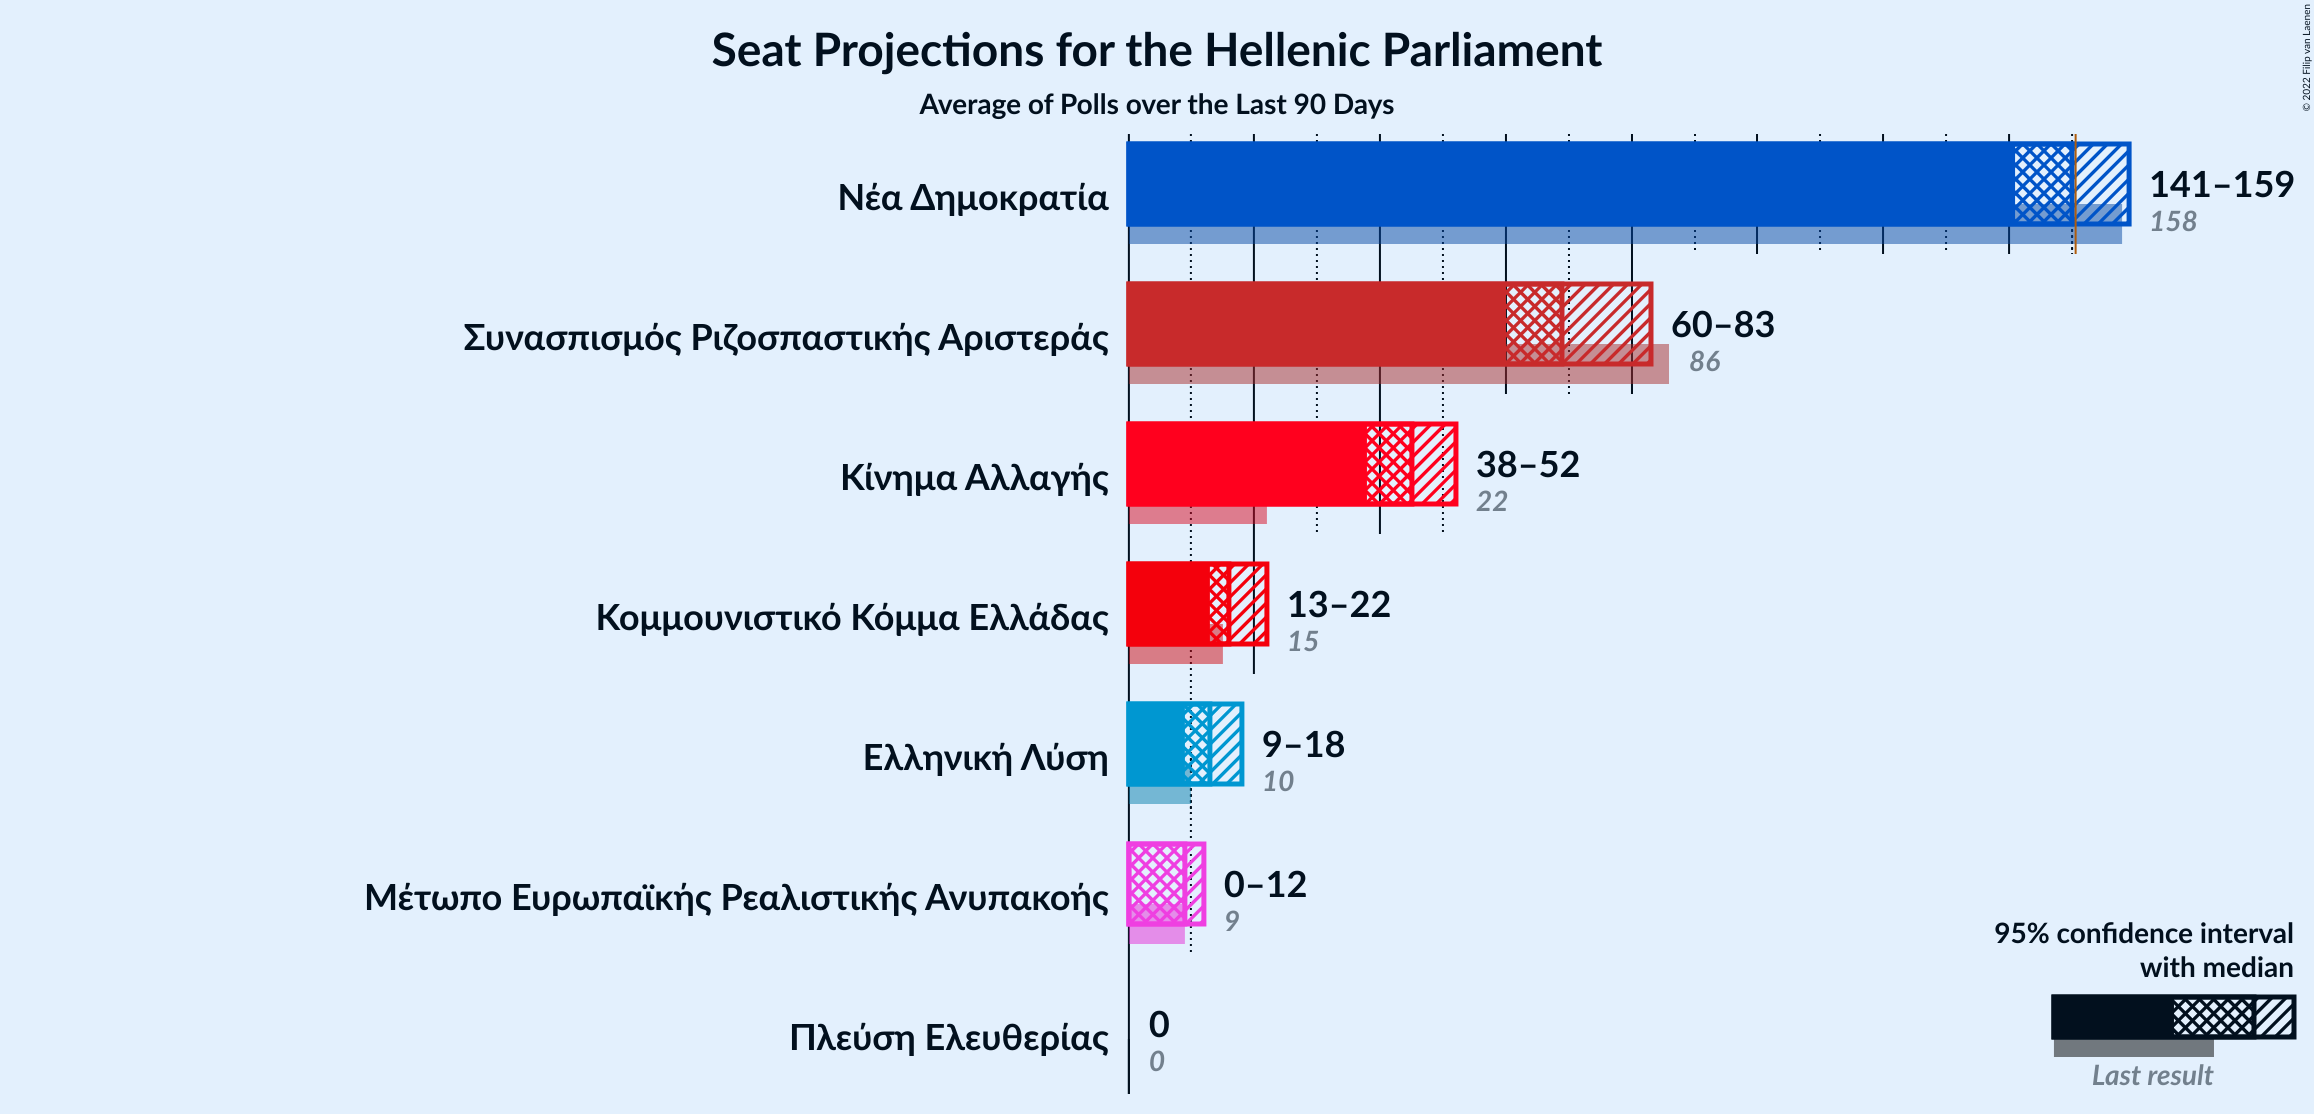 © 2022 Filip van Laenen
Seat Projections for the Hellenic Parliament
Average of Polls over the Last 90 Days
Νέα Δημοκρατία
141–159
158
Συνασπισμός Ριζοσπαστικής Αριστεράς
60–83
86
Κίνημα Αλλαγής
38–52
22
Κομμουνιστικό Κόμμα Ελλάδας
13–22
15
Ελληνική Λύση
9–18
10
Μέτωπο Ευρωπαϊκής Ρεαλιστικής Ανυπακοής
0–12
9
Πλεύση Ελευθερίας
0
0
95% confidence interval
with median
Last result